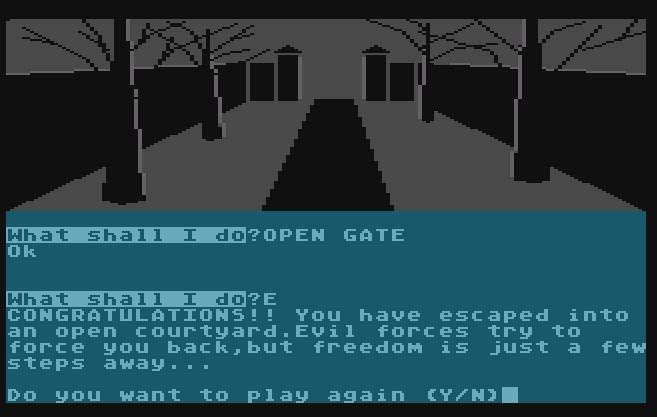 What shall I do?OPEN GATE
Ok
What shall I do?E
CONGRATULATIONS!! You have escaped into
an open courtyard.Evil forces try to
force you back,but freedom is just a few
steps away...
Do you want to play again (Y/N)